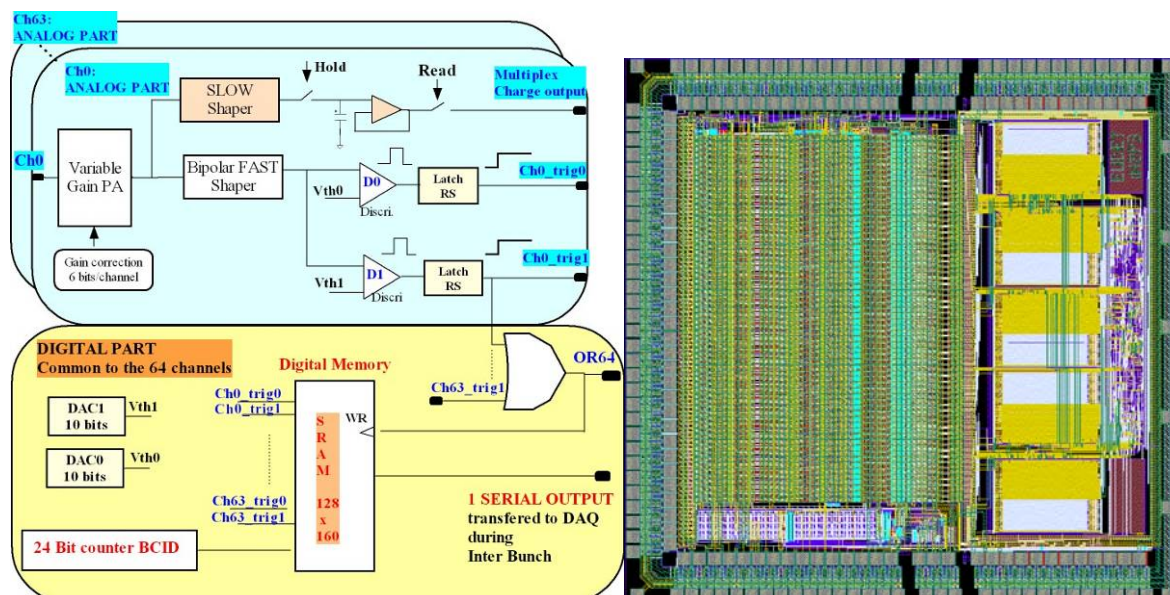 Ch63:
ANALOG PART
Ch0:
ANALOG PART
SLOW
Shaper
Hold
Read
Multiplex
Charge output
Ch0
Variable
Gain PA
Bipolar FAST
Shaper
Vth0
D0
Discri.
Latch
RS
Ch0_trig0
Gain correction
6 bits/channel
Vth1
D1
Discri
Latch
RS
Ch0_trig1
DIGITAL PART
Common to the 64 channels
Digital Memory
OR64
Ch63_trig1
DAC1
10 bits
Vth1
DAC0
10 bits
Vth0
Ch0_trig0
Ch0_trig1
WR
S
R
A
M
128
x
160
Ch63_trig0
Ch63_trig1
24 Bit counter BCID
1 SERIAL OUTPUT
transfered to DAQ
during
Inter Bunch